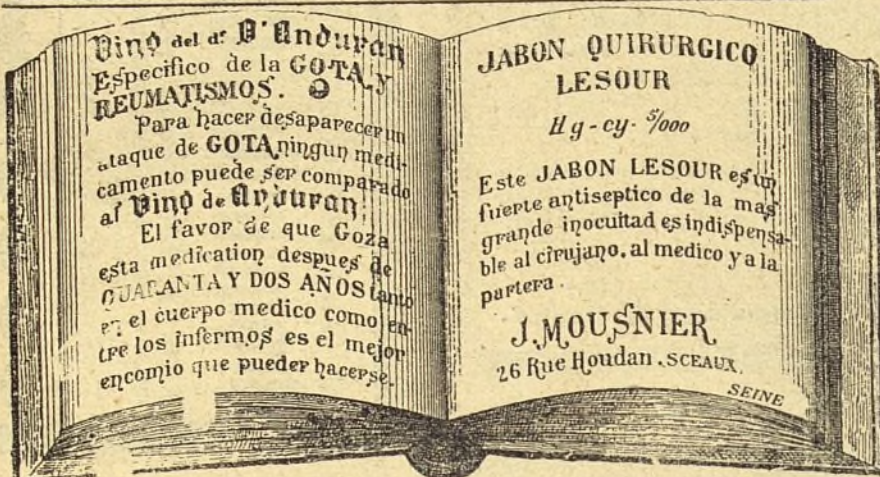 Vino del dr D'Anduran
Especifico de la GOTA y
REUMATISMOS.
Para hacer desaparecer un
ataque de GOTA ningun medi-
camento puede ser comparado
al Vino de Anduran.
El favor de que Goza
esta medication despues de
QUARANTA Y DOS AÑOS tanto
en el cuerpo medico como en-
tre los infermos es el mejor
encomio que pueder hacerse.
JABON QUIRURGICO
LESOUR
Hg-cy- 5/000
Este JABON LESOUR es un
fuerte antiseptico de la mas
grande inocuitad es indispensa-
ble al cirujano, al medico y a la
partera.
J. MOUSNIER
26 Rue Houdan, SCEAUX,
SEINE